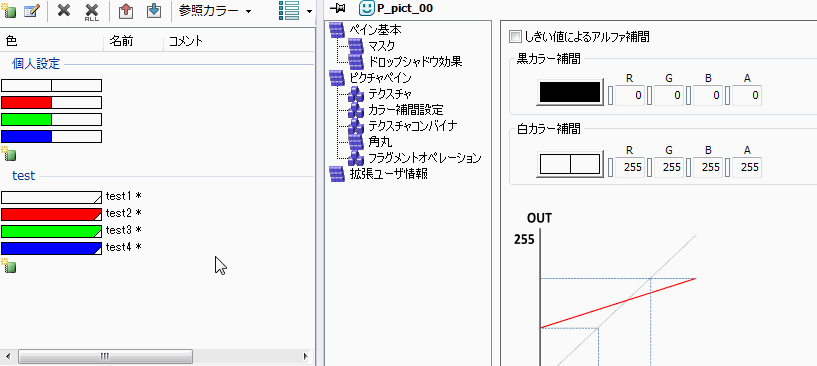 ALL
参照カラー
色 名前 コメント
個人設定
test
test1 *
test2 *
test3 *
test4 *
P_pict_00
ペイン基本
マスク
ドロップシャドウ効果
ピクチャペイン
テクスチャ
カラー補間設定
テクスチャコンバイナ
角丸
フラグメントオペレーション
拡張ユーザ情報
しきい値によるアルファ補間
黒カラー補間
R G B A
0 0 0 0
白カラー補間
R G B A
255 255 255 255
OUT
255